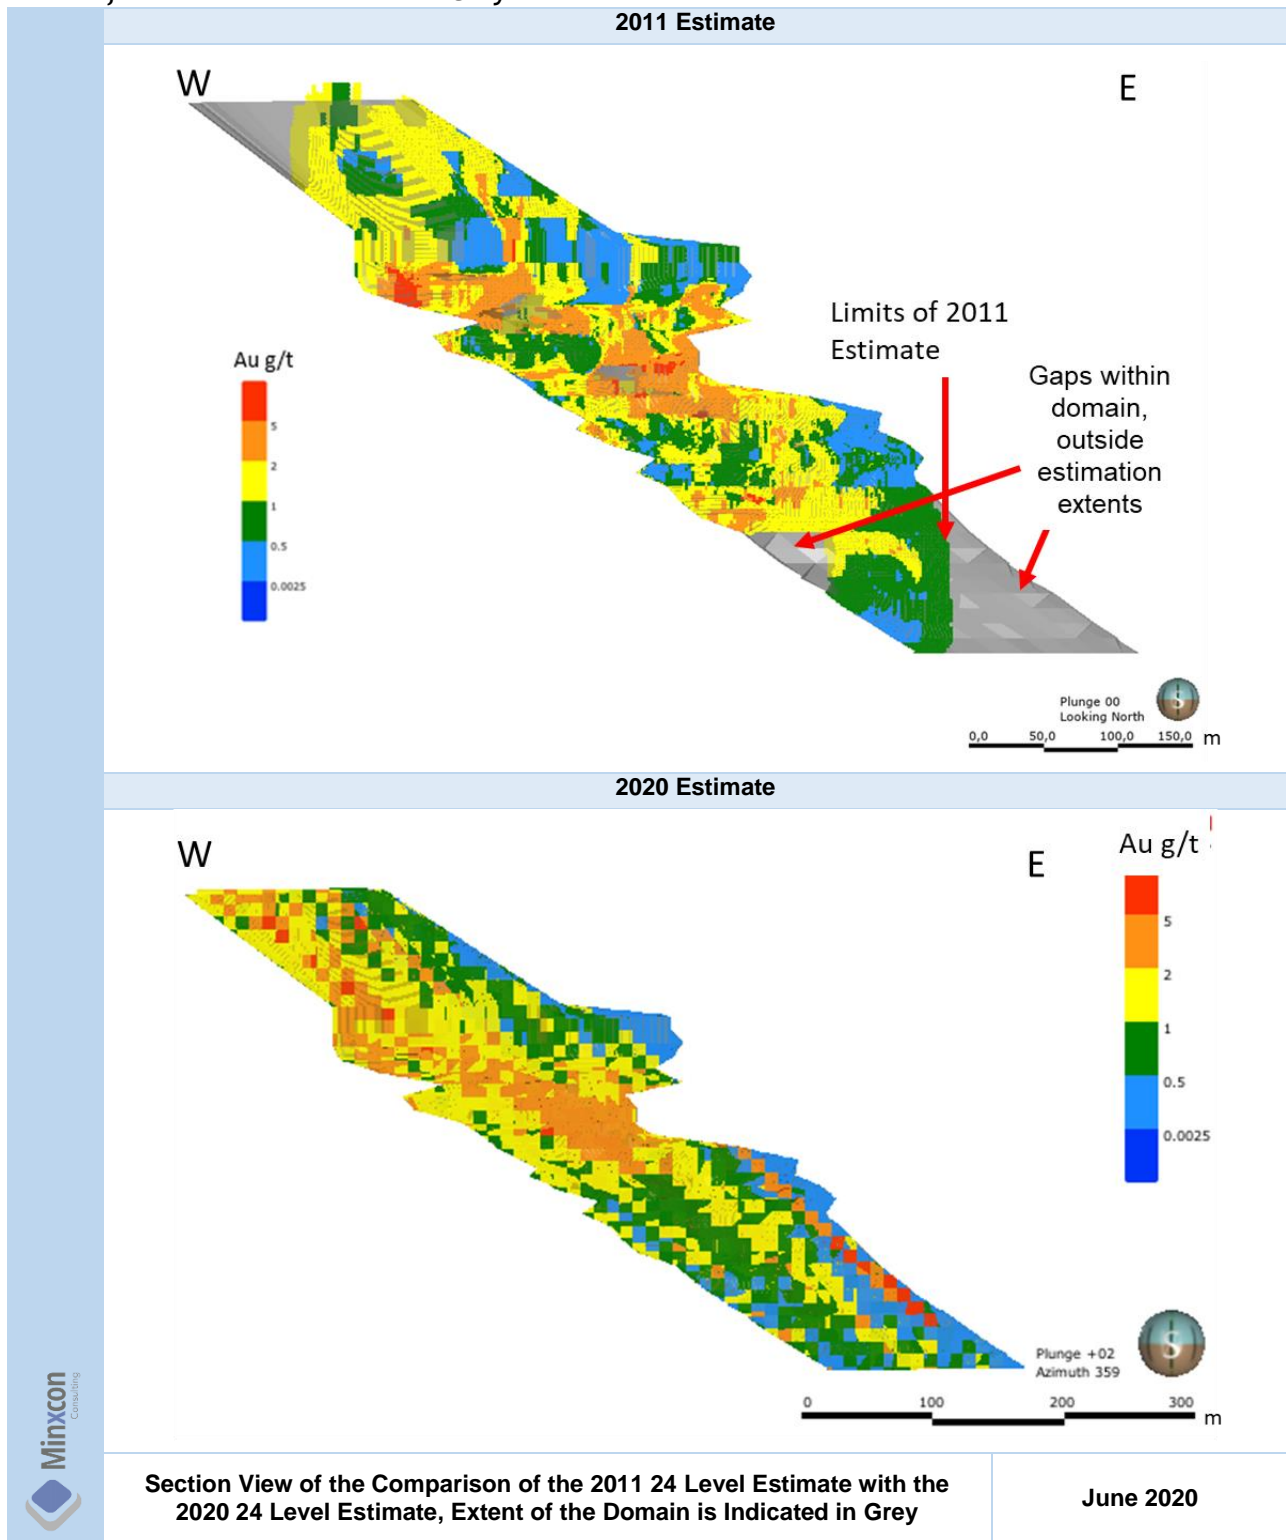 2011 Estimate
W
E
Limits of 2011
Estimate
Gaps within
domain,
outside
estimation
extents
Au g/t
5
2
1
0.5
0.0025
Plunge 00
Looking North
S
0,0 50,0 100,0 150,0 m
2020 Estimate
W
E
Au g/t
5
2
1
0.5
0.0025
Plunge +02
Azimuth 359
S
0 100 200 300 m
Minxcon
Consulting
Section View of the Comparison of the 2011 24 Level Estimate with the
2020 24 Level Estimate, Extent of the Domain is Indicated in Grey
June 2020